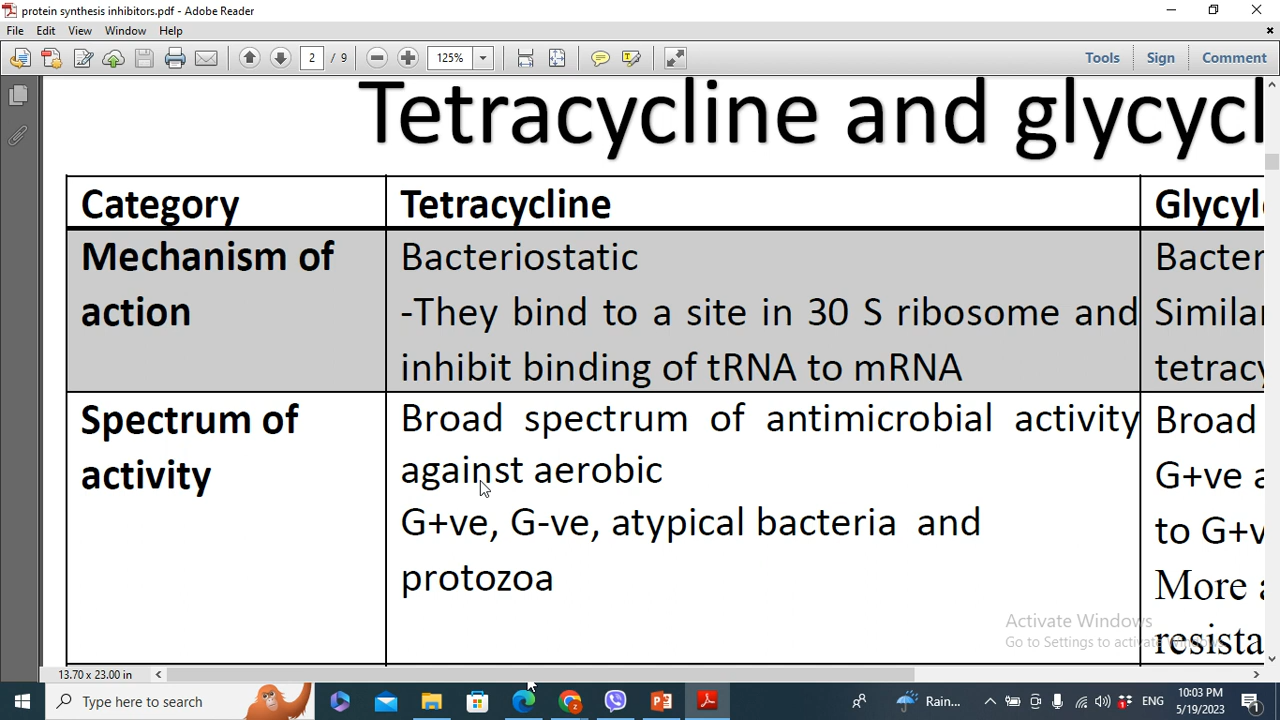 protein synthesis inhibitors.pdf - Adobe Reader
File Edit View Window Help
2 / 9 125% Tools Sign Comment
Tetracycline and glycycl
Category Tetracycline Glycyl
Mechanism of action
Bacteriostatic
-They bind to a site in 30 S ribosome and
inhibit binding of tRNA to mRNA
Bacter
Similar
tetracy
Spectrum of
activity
Broad spectrum of antimicrobial activity
against aerobic
G+ve, G-ve, atypical bacteria and
protozoa
Broad
G+ve a
to G+v
More a
resista
Activate Windows
Go to Settings to activate Windows.
13.70 x 23.00 in
Type here to search
Rain... ENG
10:03 PM
5/19/2023